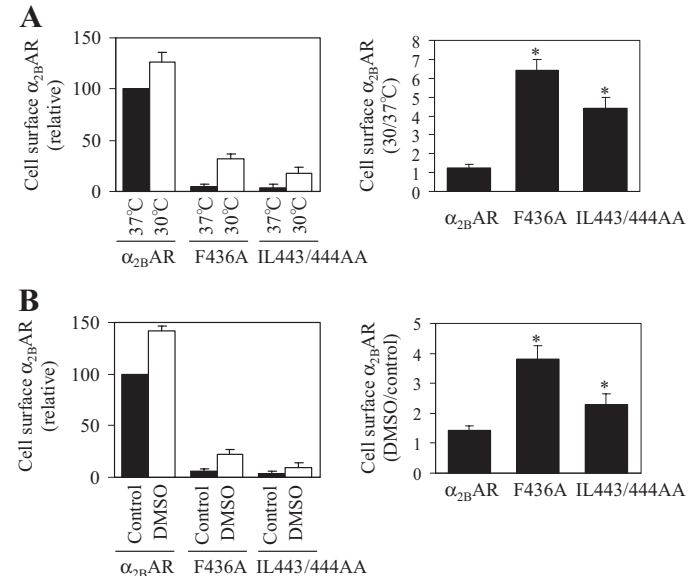 A
Cell surface α2BAR
(relative)
150
100
50
0
37°C
30°C
37°C
30°C
37°C
30°C
α2BAR
F436A
IL443/444AA
Cell surface α2BAR
(30/37°C)
8
7
6
5
4
3
2
1
0
*
*
α2BAR
F436A
IL443/444AA
B
Cell surface α2BAR
(relative)
150
100
50
0
Control
DMSO
Control
DMSO
Control
DMSO
α2BAR
F436A
IL443/444AA
Cell surface α2BAR
(DMSO/control)
5
4
3
2
1
0
*
*
α2BAR
F436A
IL443/444AA